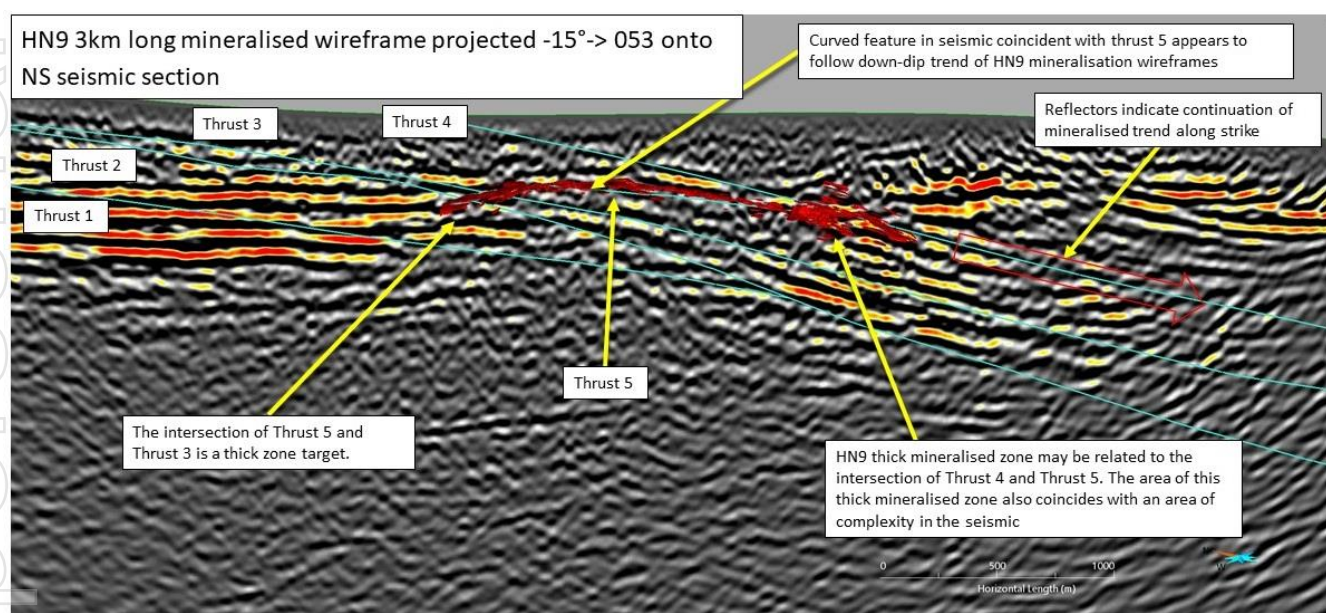 HN9 3km long mineralised wireframe projected -15°-> 053 onto
NS seismic section
Curved feature in seismic coincident with thrust 5 appears to
follow down-dip trend of HN9 mineralisation wireframes
Reflectors indicate continuation of
mineralised trend along strike
Thrust 3
Thrust 4
Thrust 2
Thrust 1
Thrust 5
The intersection of Thrust 5 and
Thrust 3 is a thick zone target.
HN9 thick mineralised zone may be related to the
intersection of Thrust 4 and Thrust 5. The area of this
thick mineralised zone also coincides with an area of
complexity in the seismic
0 500 1000
Horizontal Length (m)